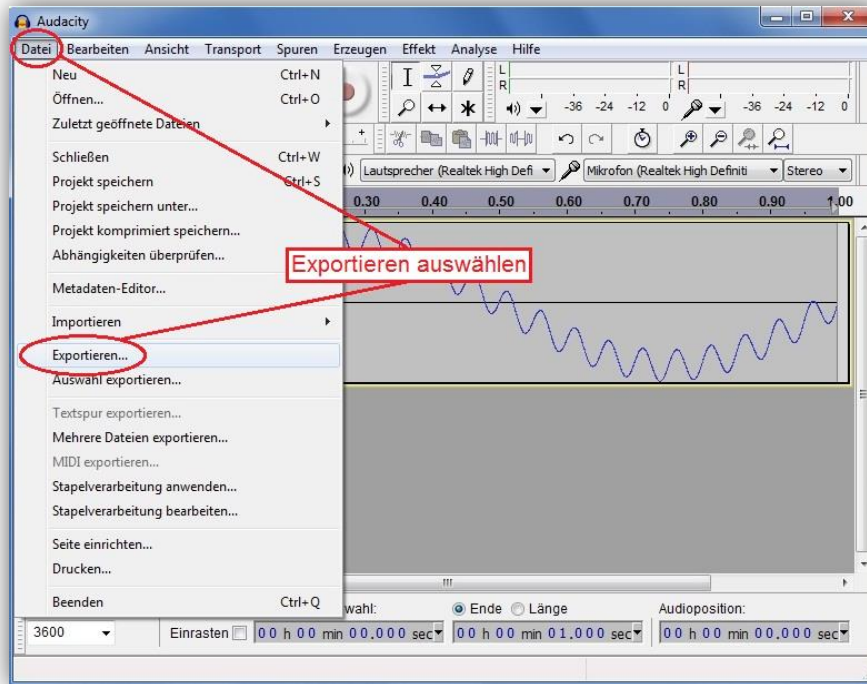 Audacity
Datei Bearbeiten Ansicht Transport Spuren Erzeugen Effekt Analyse Hilfe
Neu Ctrl+N
Öffnen... Ctrl+O
Zuletzt geöffnete Dateien
Schließen Ctrl+W
Projekt speichern Ctrl+S
Projekt speichern unter...
Projekt komprimiert speichern...
Abhängigkeiten überprüfen...
Metadaten-Editor...
Importieren
Exportieren...
Auswahl exportieren...
Textspur exportieren...
Mehrere Dateien exportieren...
MIDI exportieren...
Stapelverarbeitung anwenden...
Stapelverarbeitung bearbeiten...
Seite einrichten...
Drucken...
Beenden Ctrl+Q
L L
R R
-36 -24 -12 0 -36 -24 -12 0
L L
R R
Lautsprecher (Realtek High Defi Mikrofon (Realtek High Definiti Stereo
0.30 0.40 0.50 0.60 0.70 0.80 0.90 1.00
Exportieren auswählen
wahl: Ende Länge Audioposition:
3600 Einrasten 00 h 00 min 00.000 sec 00 h 00 min 01.000 sec 00 h 00 min 00.000 sec